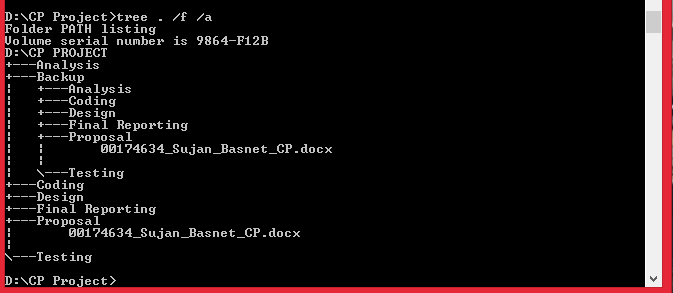 D:\CP Project>tree . /f /a
Folder PATH listing
Volume serial number is 9864-F12B
D:\CP PROJECT
+---Analysis
+---Backup
¦   +---Analysis
¦   +---Coding
¦   +---Design
¦   +---Final Reporting
¦   +---Proposal
¦   ¦       00174634_Sujan_Basnet_CP.docx
¦   ¦
¦   \---Testing
+---Coding
+---Design
+---Final Reporting
+---Proposal
¦       00174634_Sujan_Basnet_CP.docx
¦
\---Testing
D:\CP Project>